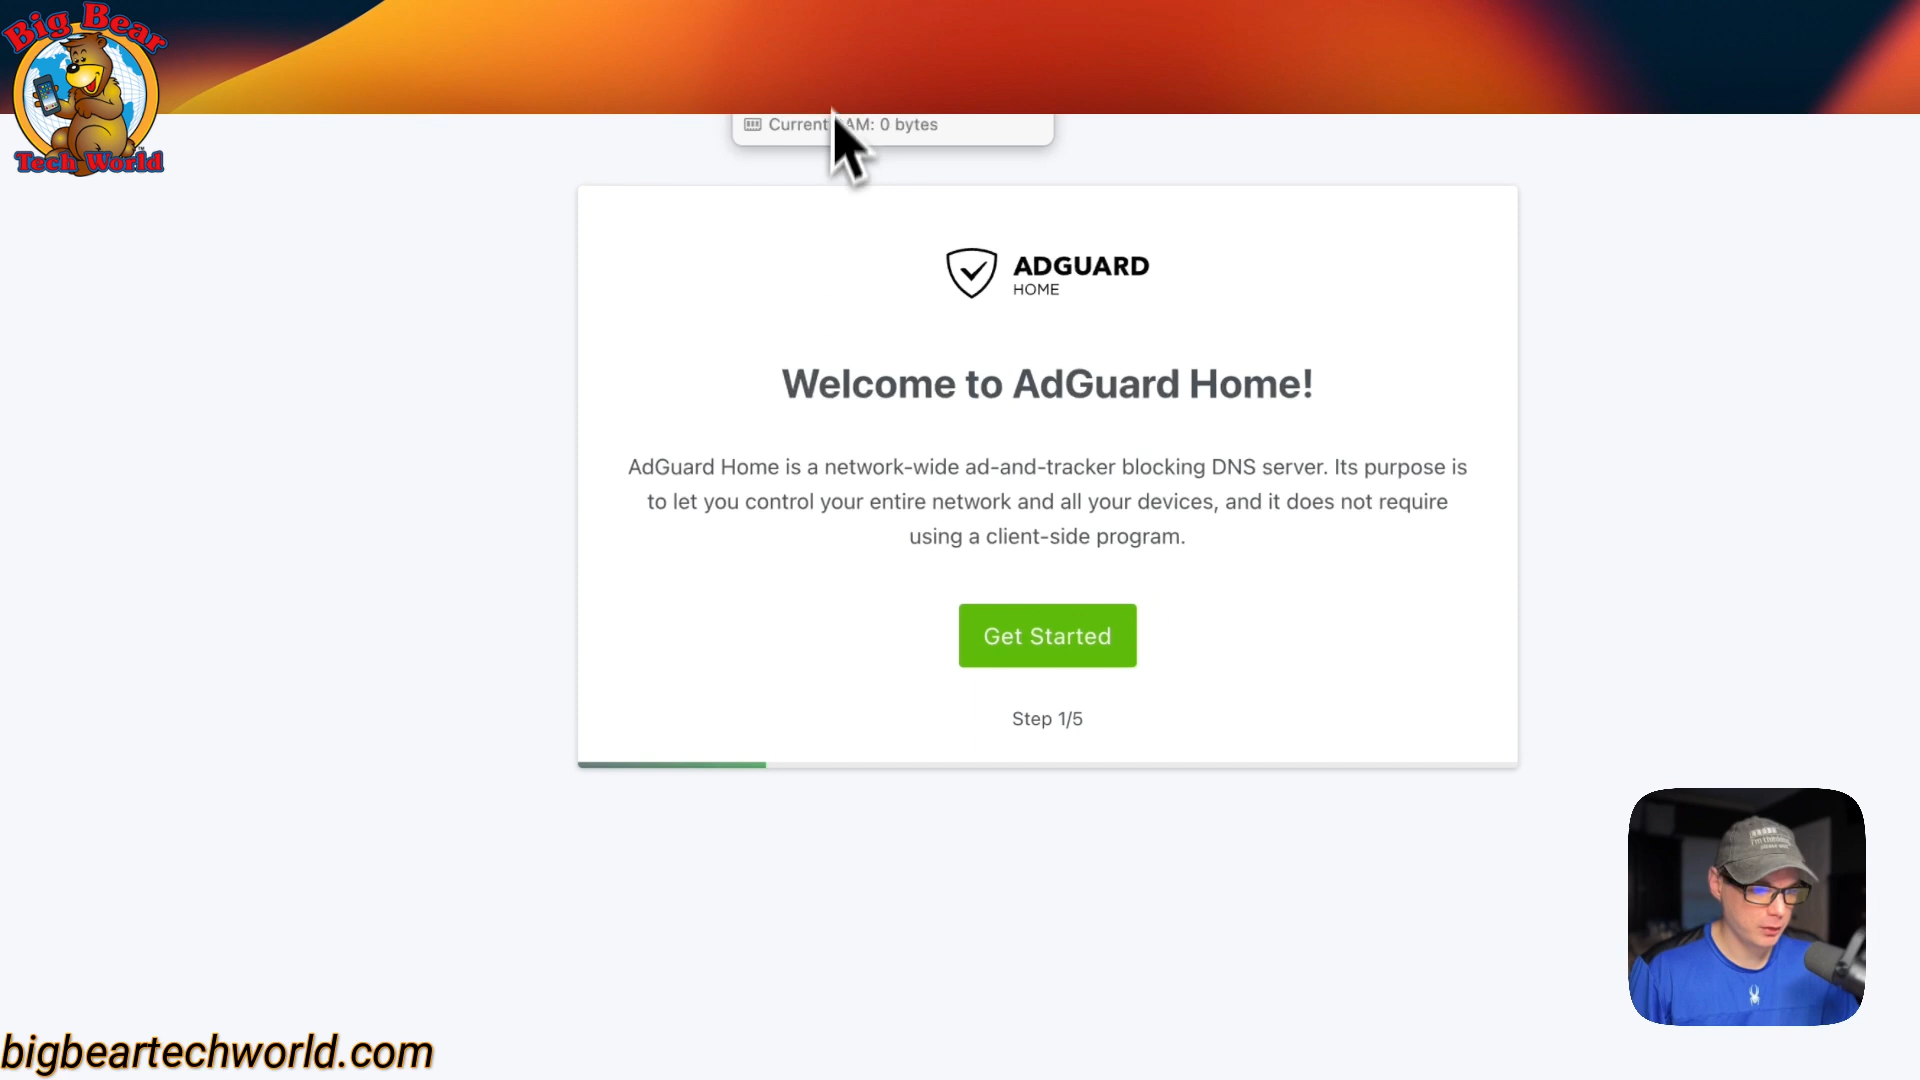 Big Bear
Tech World
Current AM: 0 bytes
ADGUARD
HOME
Welcome to AdGuard Home!
AdGuard Home is a network-wide ad-and-tracker blocking DNS server. Its purpose is
to let you control your entire network and all your devices, and it does not require
using a client-side program.
Get Started
Step 1/5
bigbeartechworld.com